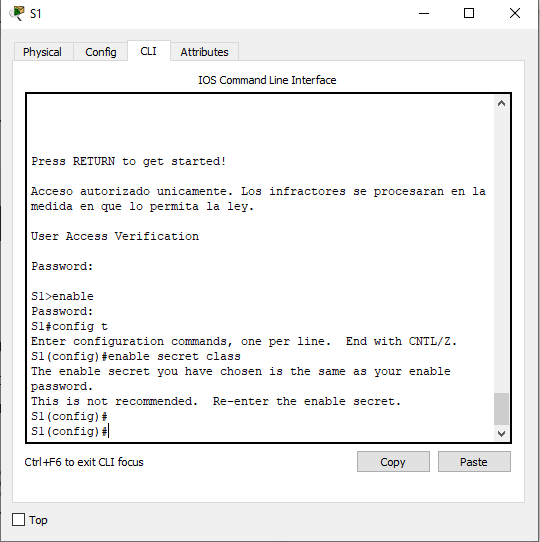 S1
Physical
Config
CLI
Attributes
IOS Command Line Interface
Press RETURN to get started!
Acceso autorizado unicamente. Los infractores se procesaran en la
medida en que lo permita la ley.
User Access Verification
Password:
S1>enable
Password:
S1#config t
Enter configuration commands, one per line.  End with CNTL/Z.
S1(config)#enable secret class
The enable secret you have chosen is the same as your enable
password.
This is not recommended.  Re-enter the enable secret.
S1(config)#
S1(config)#
Ctrl+F6 to exit CLI focus
Copy
Paste
Top